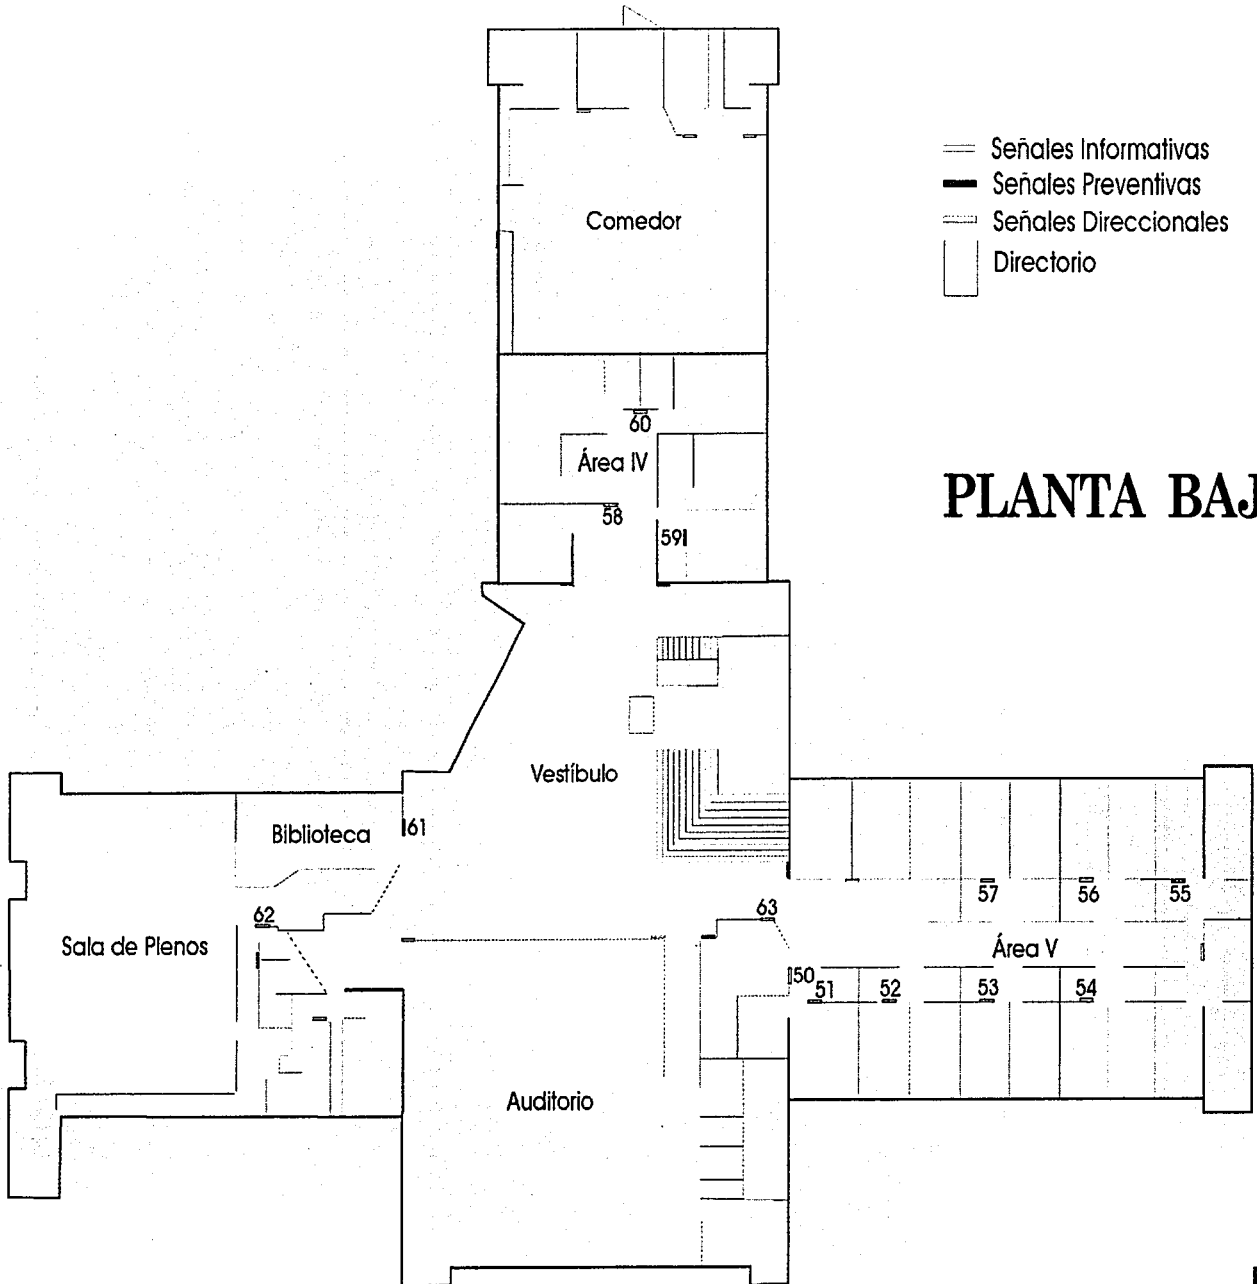 Señales Informativas
Señales Preventivas
Señales Direccionales
Directorio
Comedor
60
Área IV
58
59
PLANTA BAJ
Vestíbulo
Biblioteca
61
62
63
57
56
55
Sala de Plenos
Área V
50
51
52
53
54
Auditorio